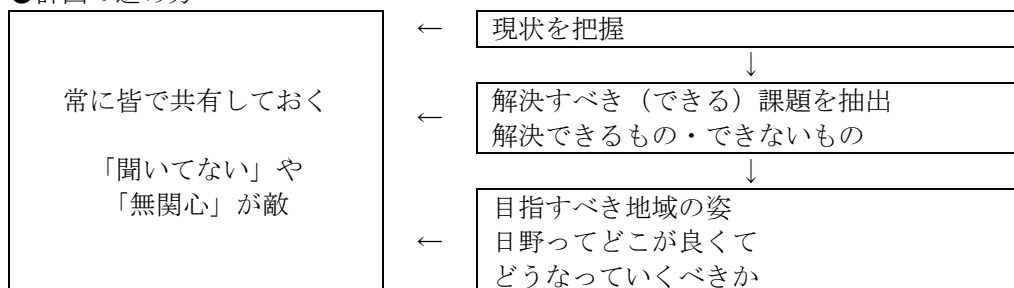 現状を把握
常に皆で共有しておく
「聞いてない」や
「無関心」が敵
←
↓
解決すべき（できる）課題を抽出
解決できるもの・できないもの
←
↓
目指すべき地域の姿
日野ってどこが良くて
どうなっていくべきか
←